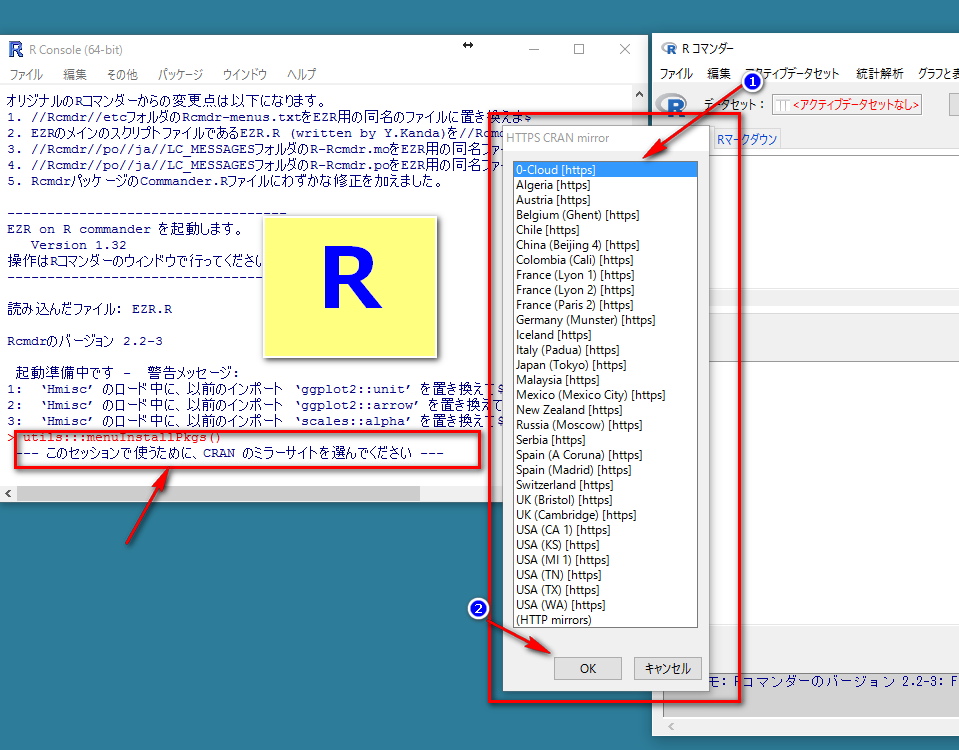 R Console (64-bit)
ファイル 編集 その他 パッケージ ウインドウ ヘルプ
オリジナルのRコマンダーからの変更点は以下になります。
1. //Rcmdr//etcフォルダのRcmdr-menus.txtをEZR用の同名のファイルに置き換えま$
2. EZRのメインのスクリプトファイルであるEZR.R (written by Y.Kanda)を//Rcmd
3. //Rcmdr//po//ja//LC_MESSAGESフォルダのR-Rcmdr.moをEZR用の同名ファ
4. //Rcmdr//po//ja//LC_MESSAGESフォルダのR-Rcmdr.poをEZR用の同名ファ
5. RcmdrパッケージのCommander.Rファイルにわずかな修正を加えました。
-----------------------------------
EZR on R commander を起動します。
Version 1.32
操作はRコマンダーのウィンドウで行ってくださ
-----------------------------------
読み込んだファイル: EZR.R
Rcmdrのバージョン 2.2-3
起動準備中です - 警告メッセージ:
1: ‘Hmisc’ のロード中に、以前のインポート ‘ggplot2::unit’ を置き換えて$
2: ‘Hmisc’ のロード中に、以前のインポート ‘ggplot2::arrow’ を置き換えて
3: ‘Hmisc’ のロード中に、以前のインポート ‘scales::alpha’ を置き換えて$
> utils:::menuInstallPkgs()
--- このセッションで使うために、CRAN のミラーサイトを選んでください ---
R
HTTPS CRAN mirror
0-Cloud [https]
Algeria [https]
Austria [https]
Belgium (Ghent) [https]
Chile [https]
China (Beijing 4) [https]
Colombia (Cali) [https]
France (Lyon 1) [https]
France (Lyon 2) [https]
France (Paris 2) [https]
Germany (Munster) [https]
Iceland [https]
Italy (Padua) [https]
Japan (Tokyo) [https]
Malaysia [https]
Mexico (Mexico City) [https]
New Zealand [https]
Russia (Moscow) [https]
Serbia [https]
Spain (A Coruna) [https]
Spain (Madrid) [https]
Switzerland [https]
UK (Bristol) [https]
UK (Cambridge) [https]
USA (CA 1) [https]
USA (KS) [https]
USA (MI 1) [https]
USA (TN) [https]
USA (TX) [https]
USA (WA) [https]
(HTTP mirrors)
OK キャンセル
1
2
R コマンダー
ファイル 編集 アクティブデータセット 統計解析 グラフと表
R データセット: <アクティブデータセットなし>
Rマークダウン
モ: Rコマンダーのバージョン 2.2-3: F